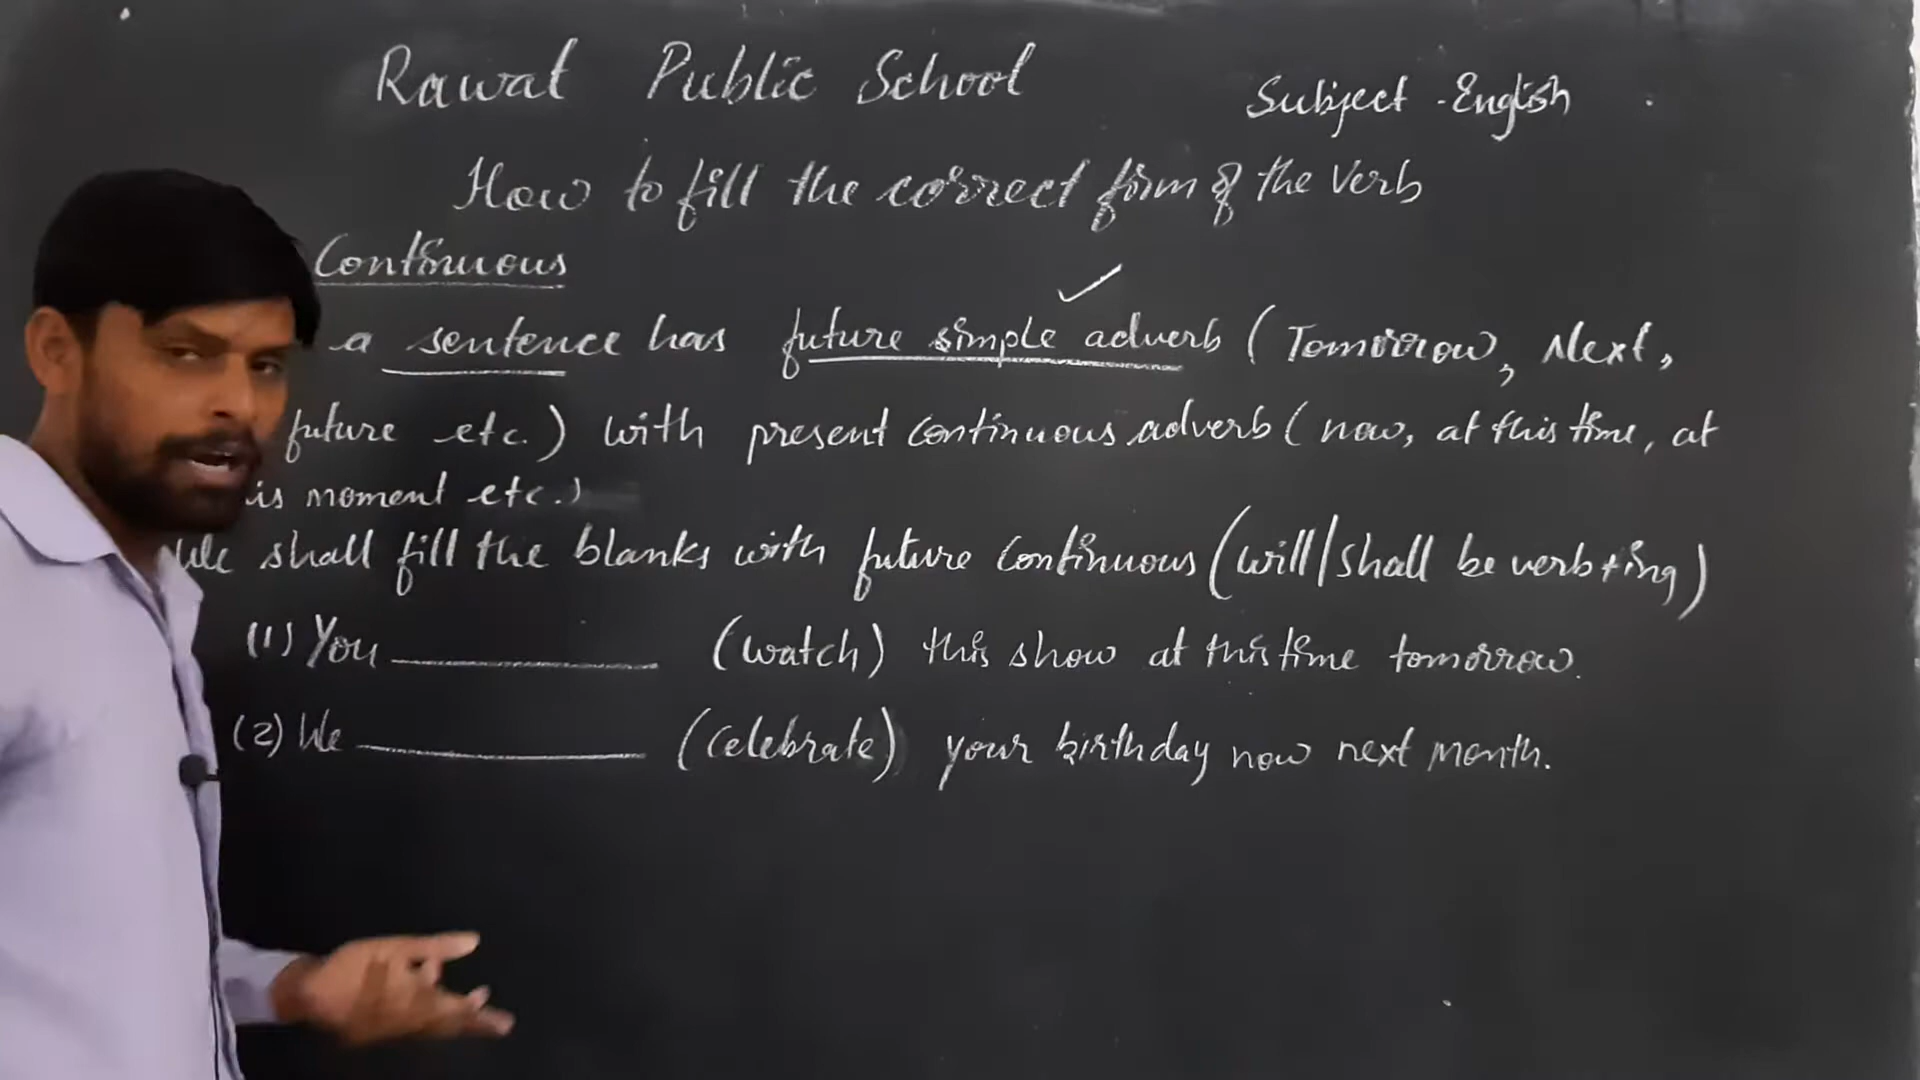 Rawat Public School
Subject - English
How to fill the correct form of the Verb
Continuous
a sentence has future simple adverb (Tomorrow, Next,
future etc.) with present continuous adverb (now, at this time, at
is moment etc.)
We shall fill the blanks with future continuous (will/shall be verb+ing)
(1) You ____________ (watch) this show at this time tomorrow.
(2) We ____________ (celebrate) your birthday now next month.